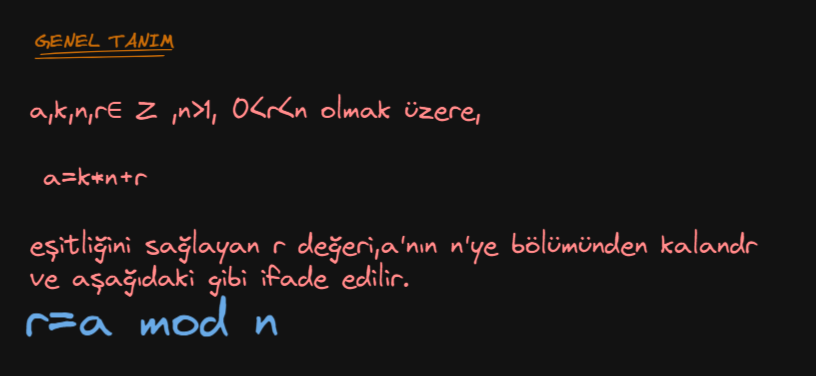 GENEL TANIM
a,k,n,r∈ Z ,n>1, 0<r<n olmak üzere,
a=k*n+r
eşitliğini sağlayan r değeri,a'nın n'ye bölümünden kalandr
ve aşağıdaki gibi ifade edilir.
r=a mod n